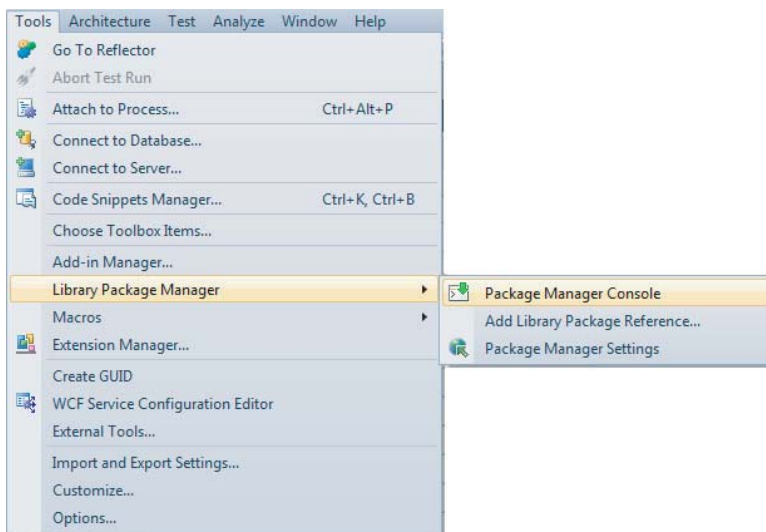 Tools Architecture Test Analyze Window Help
Go To Reflector
Abort Test Run
Attach to Process... Ctrl+Alt+P
Connect to Database...
Connect to Server...
Code Snippets Manager... Ctrl+K, Ctrl+B
Choose Toolbox Items...
Add-in Manager...
Library Package Manager
Package Manager Console
Add Library Package Reference...
Package Manager Settings
Macros
Extension Manager...
Create GUID
WCF Service Configuration Editor
External Tools...
Import and Export Settings...
Customize...
Options...